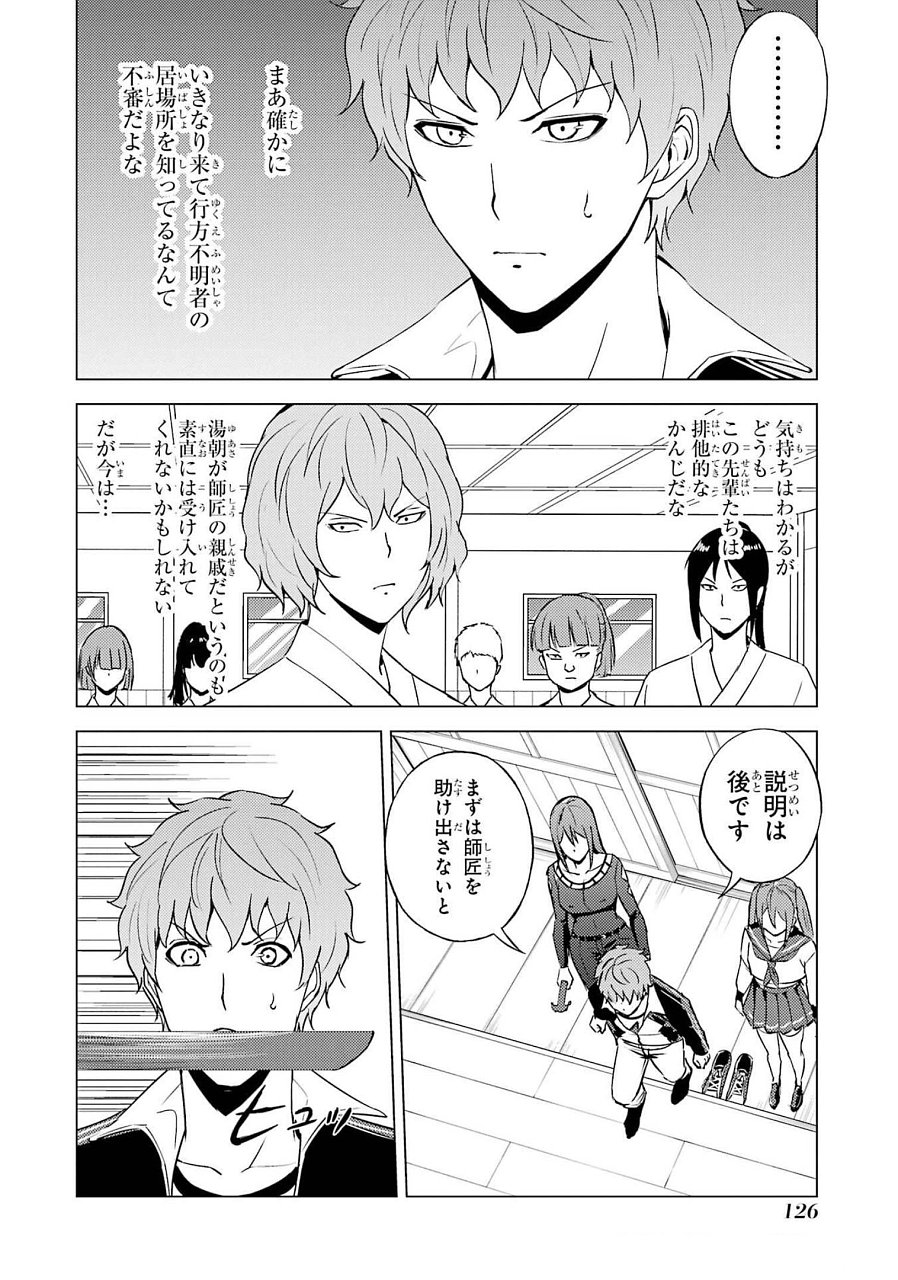 ………
まあ確かに
いきなり来て行方不明者の
居場所を知ってるなんて
不審だよな
気持ちはわかるが
どうも
この先輩たちは
排他的な
かんじだな
湯朝が師匠の親戚だというのも
素直には受け入れて
くれないかもしれない
だが今は…
説明は
後です
まずは師匠を
助け出さないと
ヒュッ
126